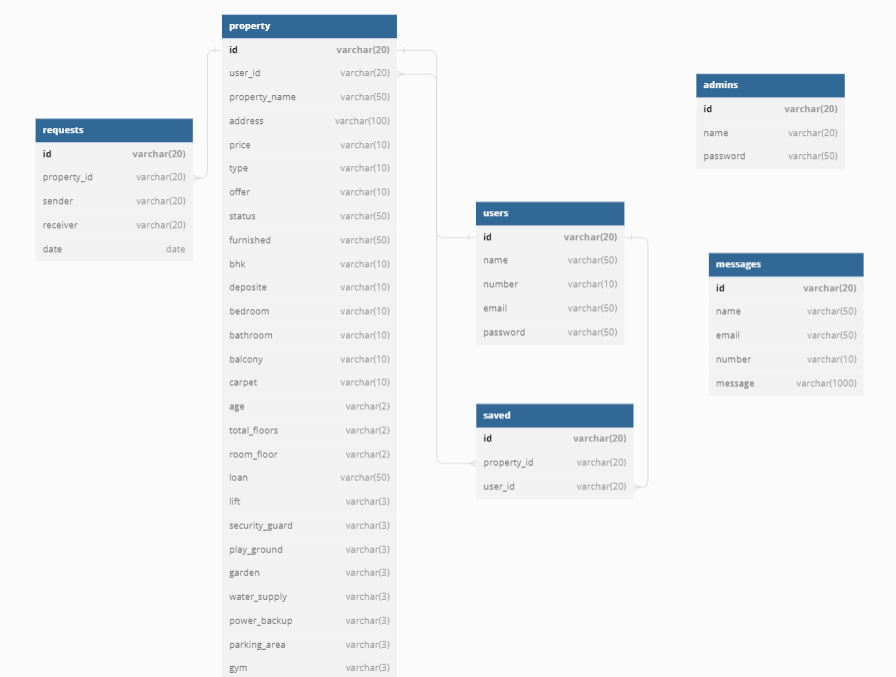 property
id varchar(20)
user_id varchar(20)
property_name varchar(50)
address varchar(100)
price varchar(10)
type varchar(10)
offer varchar(10)
status varchar(50)
furnished varchar(50)
bhk varchar(10)
deposite varchar(10)
bedroom varchar(10)
bathroom varchar(10)
balcony varchar(10)
carpet varchar(10)
age varchar(2)
total_floors varchar(2)
room_floor varchar(2)
loan varchar(50)
lift varchar(3)
security_guard varchar(3)
play_ground varchar(3)
garden varchar(3)
water_supply varchar(3)
power_backup varchar(3)
parking_area varchar(3)
gym varchar(3)
requests
id varchar(20)
property_id varchar(20)
sender varchar(20)
receiver varchar(20)
date date
users
id varchar(20)
name varchar(50)
number varchar(10)
email varchar(50)
password varchar(50)
saved
id varchar(20)
property_id varchar(20)
user_id varchar(20)
admins
id varchar(20)
name varchar(20)
password varchar(50)
messages
id varchar(20)
name varchar(50)
email varchar(50)
number varchar(10)
message varchar(1000)